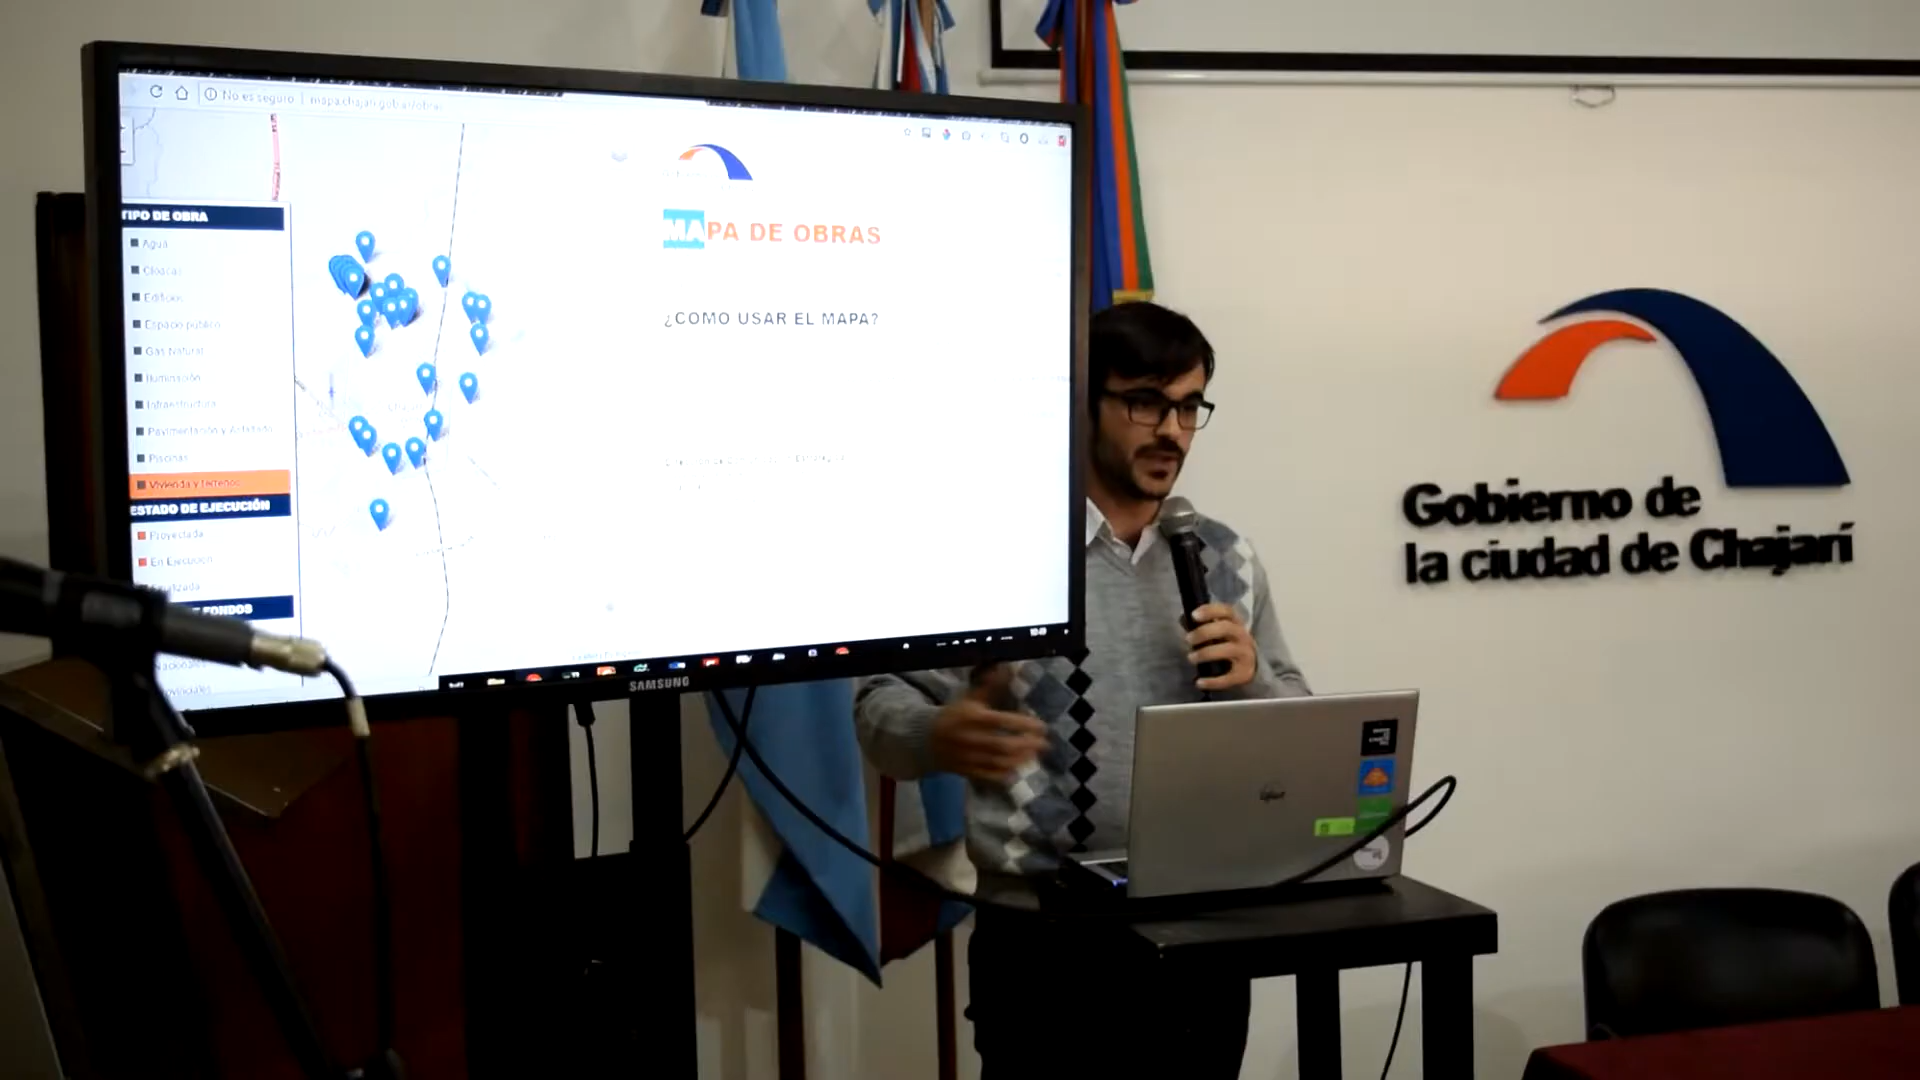 No es seguro | mapa.chajari.gob.ar/obras
TIPO DE OBRA
Agua
Cloacas
Edificios
Espacio público
Gas Natural
Iluminación
Infraestructura
Pavimentación y Asfaltado
Piscinas
Vivienda y terrenos
ESTADO DE EJECUCIÓN
Proyectada
En Ejecución
FONDOS
MAPA DE OBRAS
¿COMO USAR EL MAPA?
SAMSUNG
Gobierno de
la ciudad de Chajarí